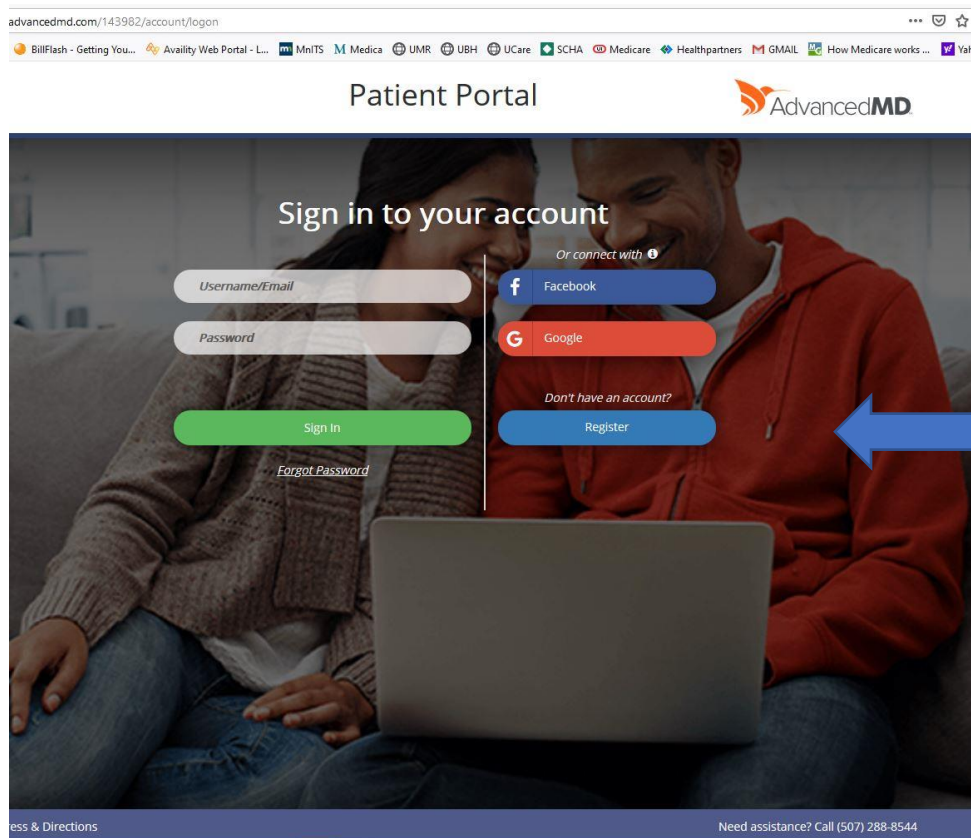 advancedmd.com/143982/account/logon
BillFlash - Getting You... Availity Web Portal - L... MnITS Medica UMR UBH UCare SCHA Medicare Healthpartners GMAIL How Medicare works ...
Patient Portal
AdvancedMD
Sign in to your account
Or connect with
Username/Email
Facebook
Password
Google
Don't have an account?
Sign In
Register
Forgot Password
& Directions
Need assistance? Call (507) 288-8544